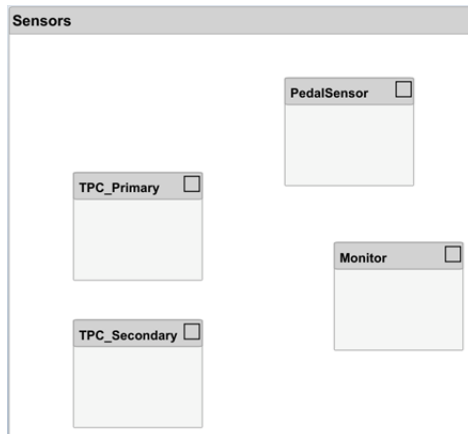 Sensors
PedalSensor
TPC_Primary
Monitor
TPC_Secondary